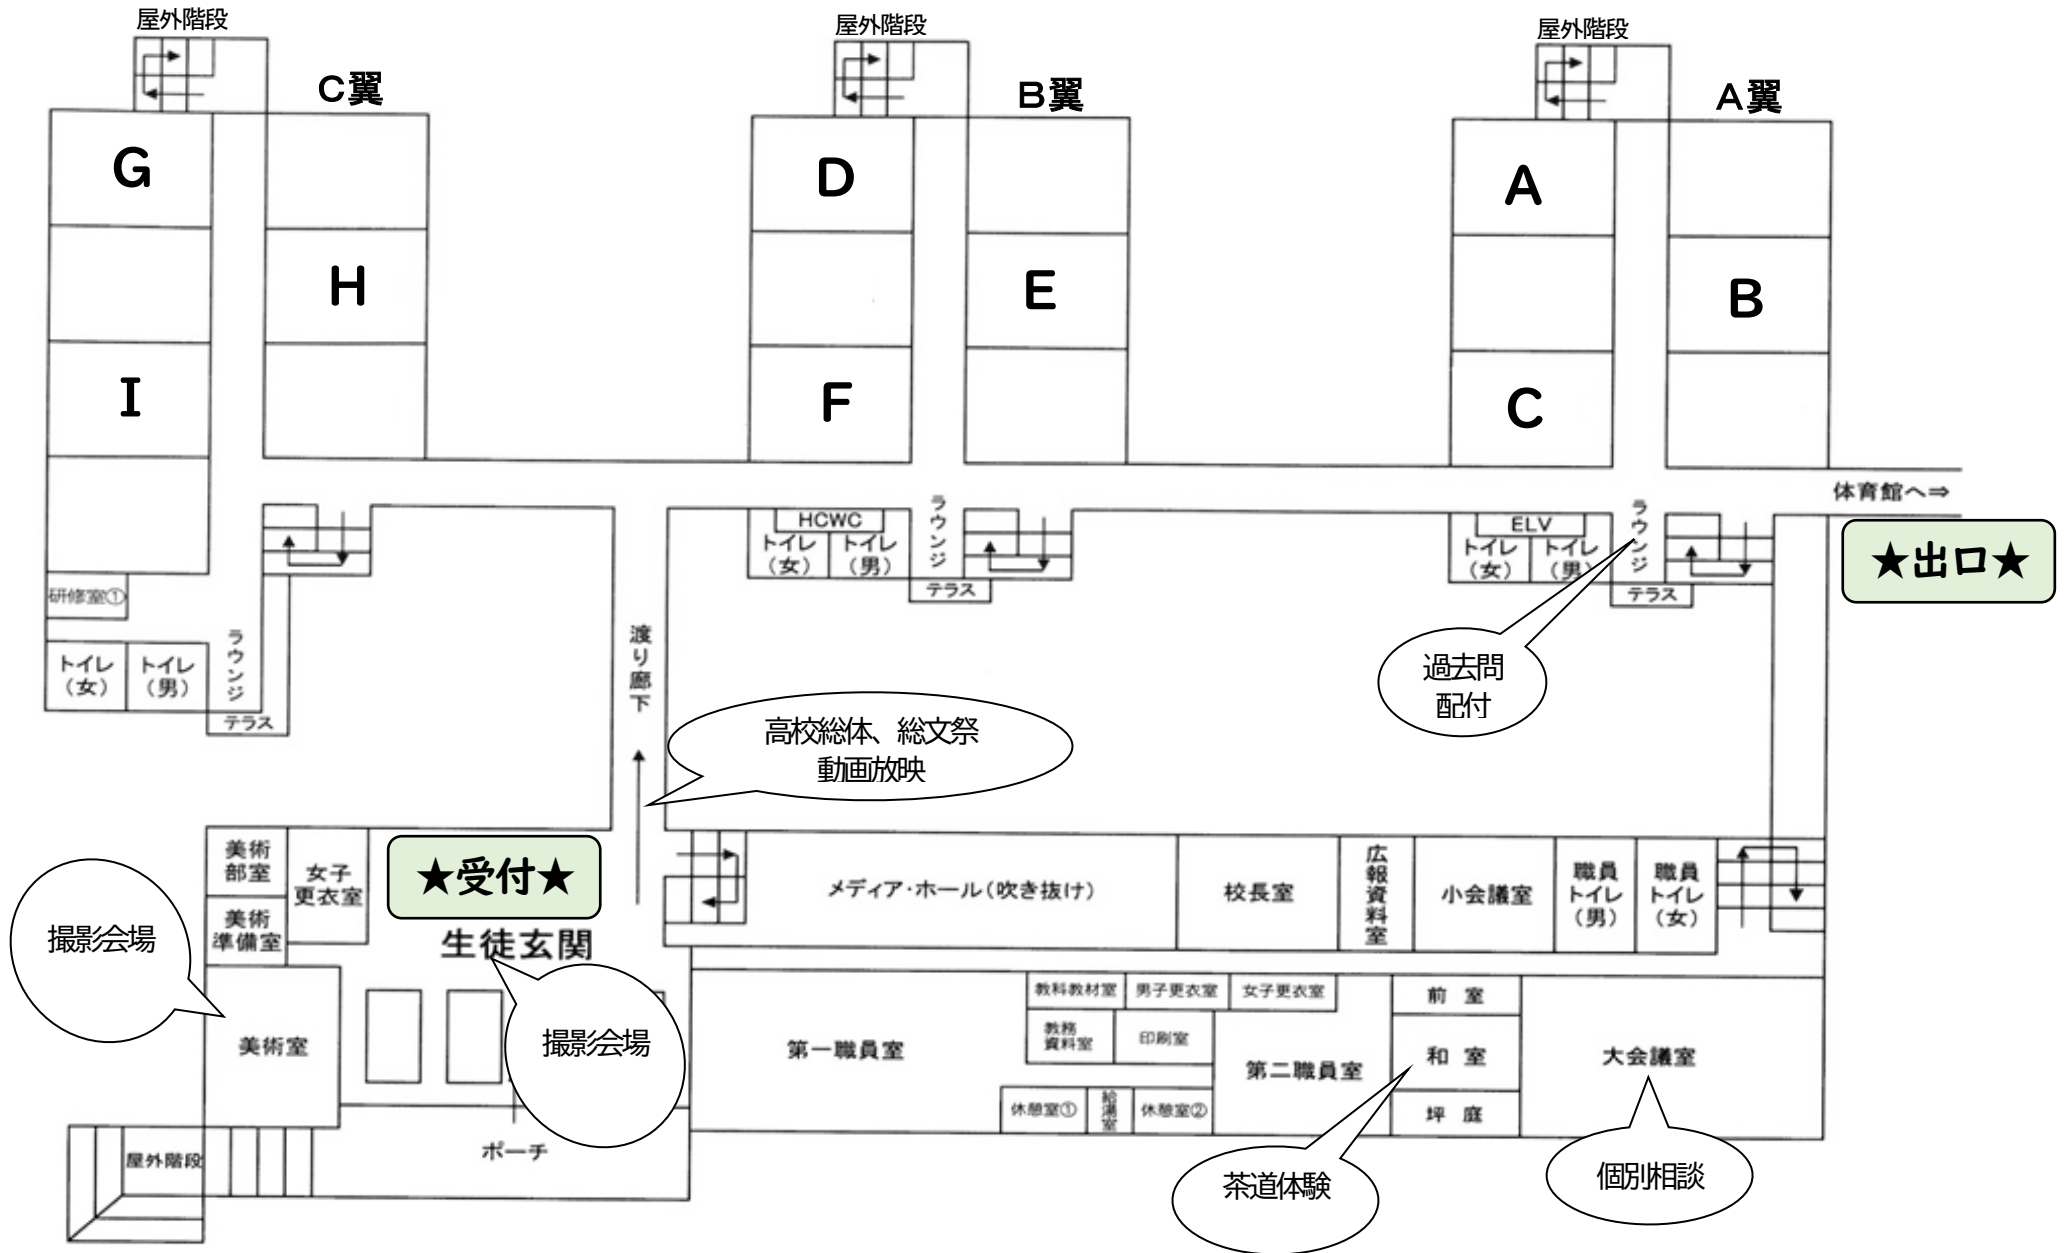 屋外階段
屋外階段
屋外階段
C翼
B翼
A翼
G
D
A
H
E
B
I
F
C
体育館へ⇒
★出口★
HCWC
トイレ
(女)
トイレ
(男)
ラウンジ
テラス
ELV
トイレ
(女)
トイレ
(男)
ラウンジ
テラス
研修室①
トイレ
(女)
トイレ
(男)
ラウンジ
テラス
渡り廊下
過去問
配付
高校総体、総文祭
動画放映
美術
部室
女子
更衣室
★受付★
美術
準備室
生徒玄関
撮影会場
メディア・ホール(吹き抜け)
校長室
広報資料室
小会議室
職員
トイレ
(男)
職員
トイレ
(女)
美術室
撮影会場
第一職員室
教科教材室
男子更衣室
女子更衣室
教務
資料室
印刷室
第二職員室
前 室
和 室
坪 庭
大会議室
休憩室①
給湯室
休憩室②
屋外階段
ポーチ
茶道体験
個別相談